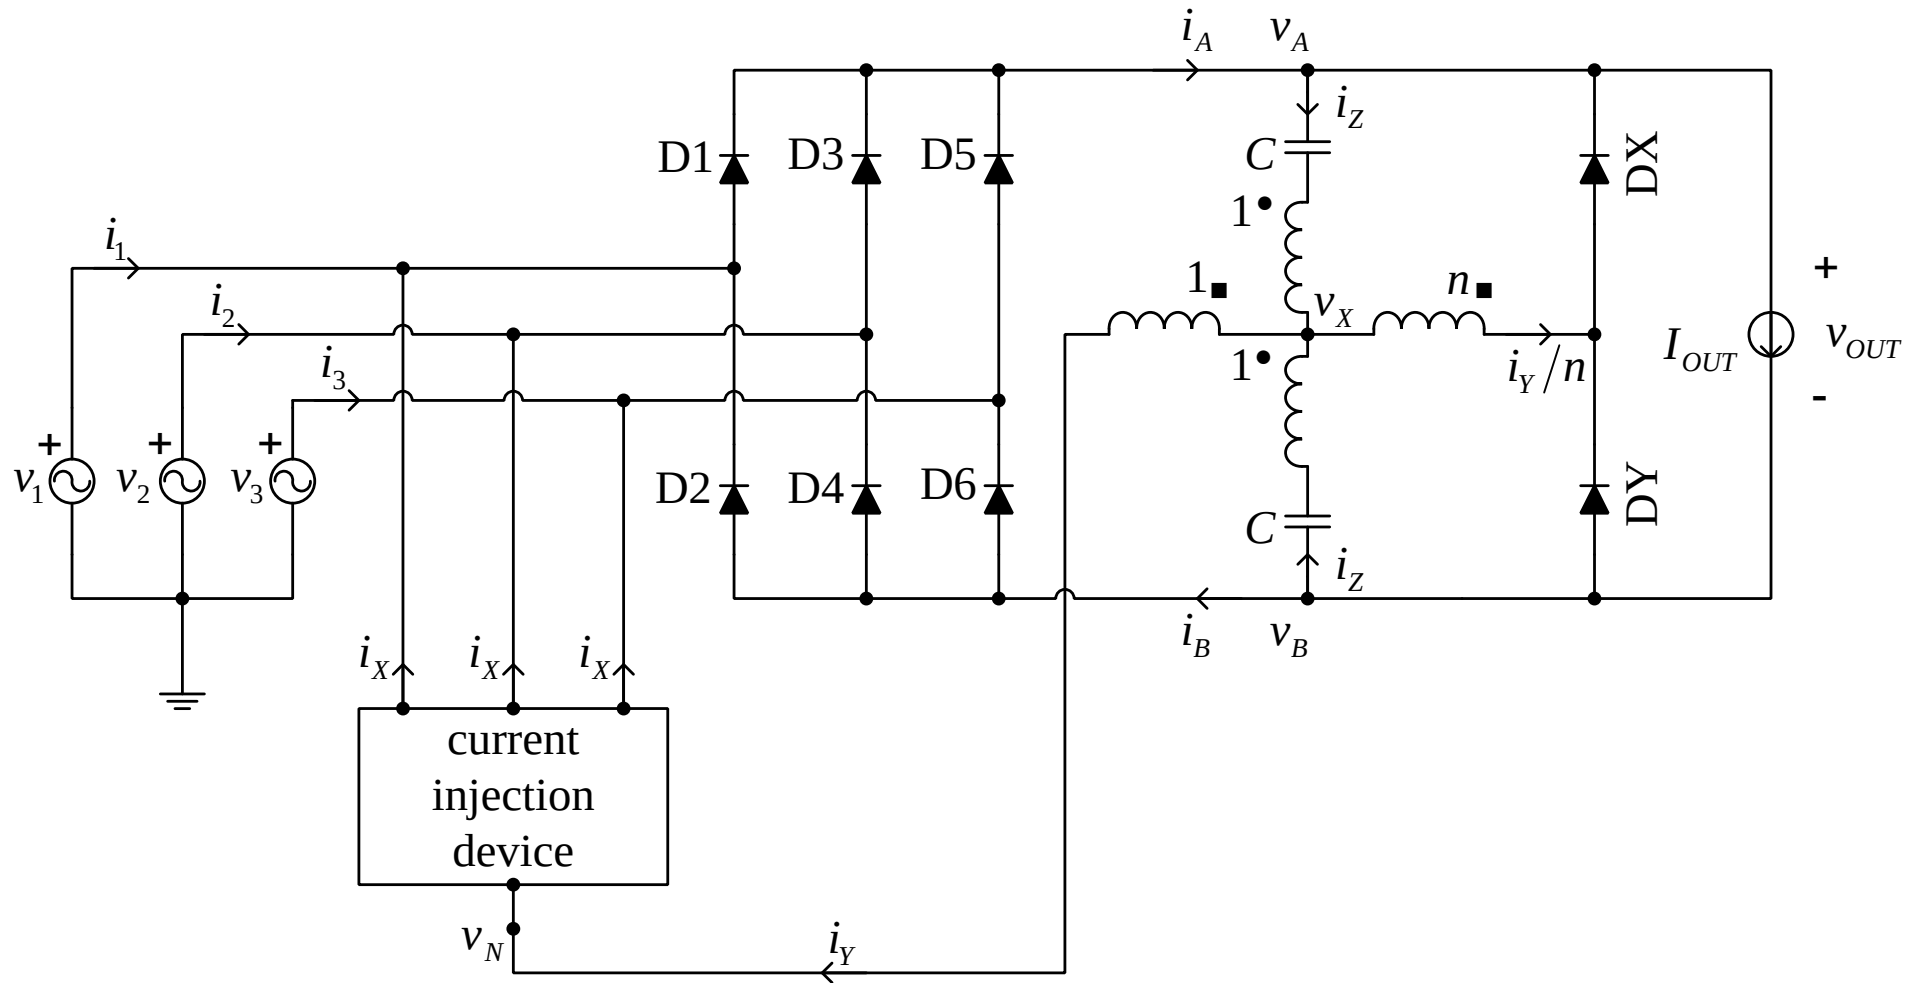 i_A v_A
i_Z
D1 D3 D5 C DX
1
i_1
1 n
i_2 v_X +
1 I_OUT v_OUT
i_3 i_Y/n
-
+ + +
v_1 v_2 v_3 D2 D4 D6 DY
C
i_Z
i_B v_B
i_X i_X i_X
current
injection
device
v_N i_Y